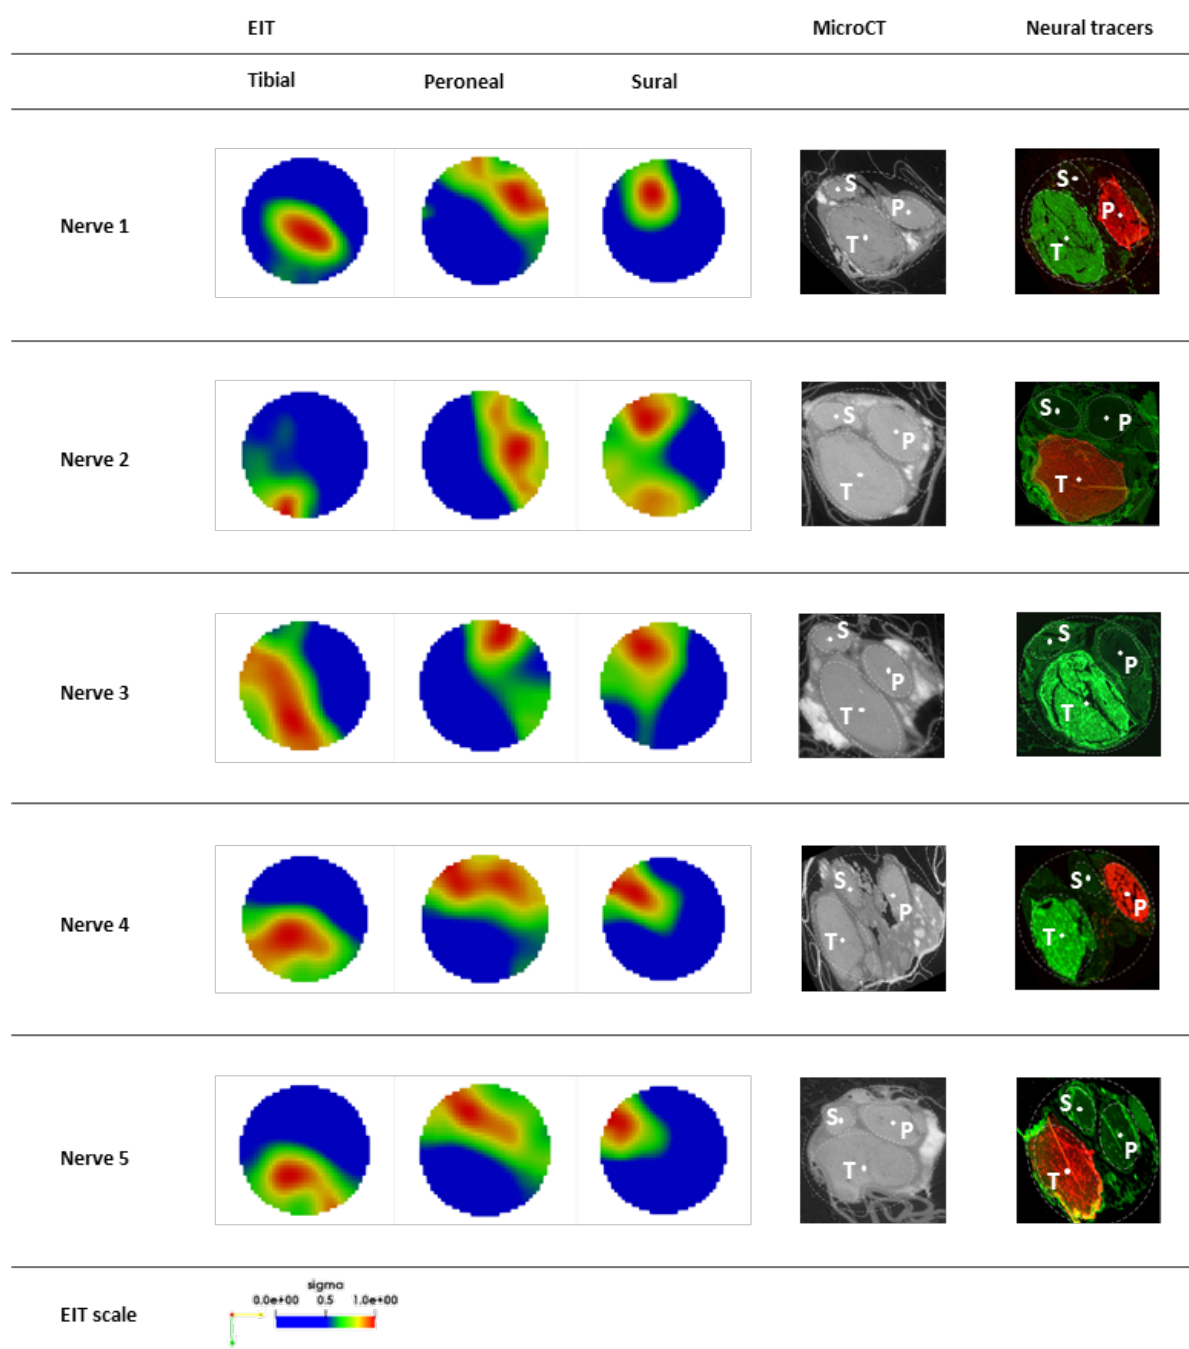 EIT MicroCT Neural tracers
Tibial Peroneal Sural
Nerve 1
S P T
S P T
Nerve 2
S P T
S P T
Nerve 3
S P T
S P T
Nerve 4
S P T
S P T
Nerve 5
S P T
S P T
EIT scale
sigma
0.0e+00 0.5 1.0e+00